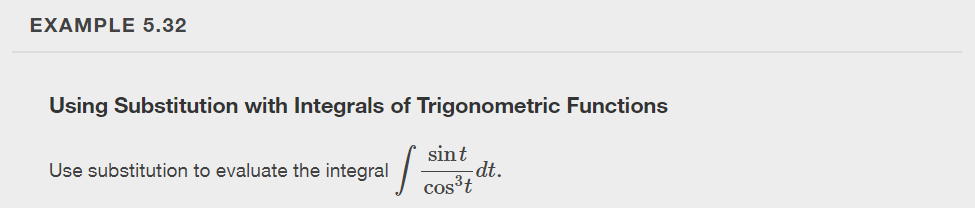 EXAMPLE 5.32
Using Substitution with Integrals of Trigonometric Functions
Use substitution to evaluate the integral ∫ sin t / cos³t dt.